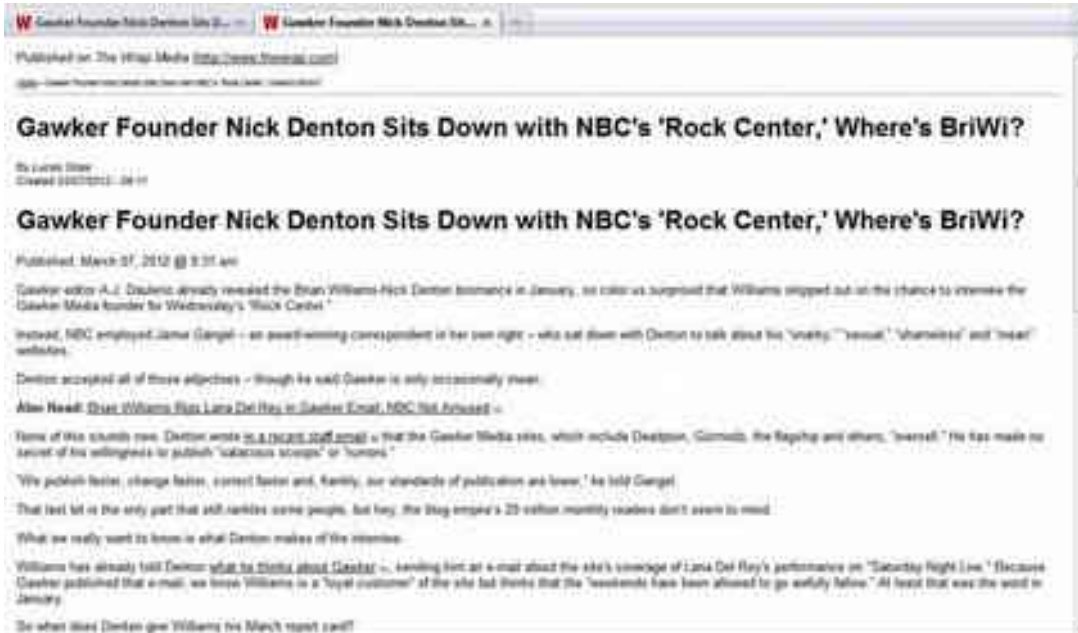 Gawker Founder Nick Denton Sits D...
Gawker Founder Nick Denton Sit... x
Published on The Wrap Media (http://www.thewrap.com)
Gawker Founder Nick Denton Sits Down with NBC's 'Rock Center,' Where's BriWi?
By Lucas Shaw
Created 03/07/2012
Gawker Founder Nick Denton Sits Down with NBC's 'Rock Center,' Where's BriWi?
Published: March 07, 2012 @ 9:31 am
Gawker editor A.J. Daulerio already revealed the Brian Williams-Nick Denton bromance in January, so color us surprised that Williams skipped out on the chance to interview the
Gawker Media founder for Wednesday's "Rock Center."
Instead, NBC employed Jamie Gangel – an award-winning correspondent in her own right – who sat down with Denton to talk about his "snarky," "sexual," "shameless" and "mean"
websites.
Denton accepted all of those adjectives – though he said Gawker is only occasionally mean.
Also Read: Brian Williams Rips Lana Del Rey in Gawker Email, NBC Not Amused
None of this sounds new. Denton wrote in a recent staff email that the Gawker Media sites, which include Deadspin, Gizmodo, the flagship and others, "oversell." He has made no
secret of his willingness to publish "salacious scoops" or "rumors."
"We publish faster, change faster, correct faster and, frankly, our standards of publication are lower," he told Gangel.
That last bit is the only part that still rankles some people, but hey, the blog empire's 20 million monthly readers don't seem to mind.
What we really want to know is what Denton makes of the interview.
Williams has already told Denton what he thinks about Gawker, sending him an e-mail about the site's coverage of Lana Del Rey's performance on "Saturday Night Live." Because
Gawker published that e-mail, we know Williams is a "loyal customer" of the site but thinks that the "weekends have been allowed to go awfully fallow." At least that was the word in
January.
So when does Denton give Williams his March report card?